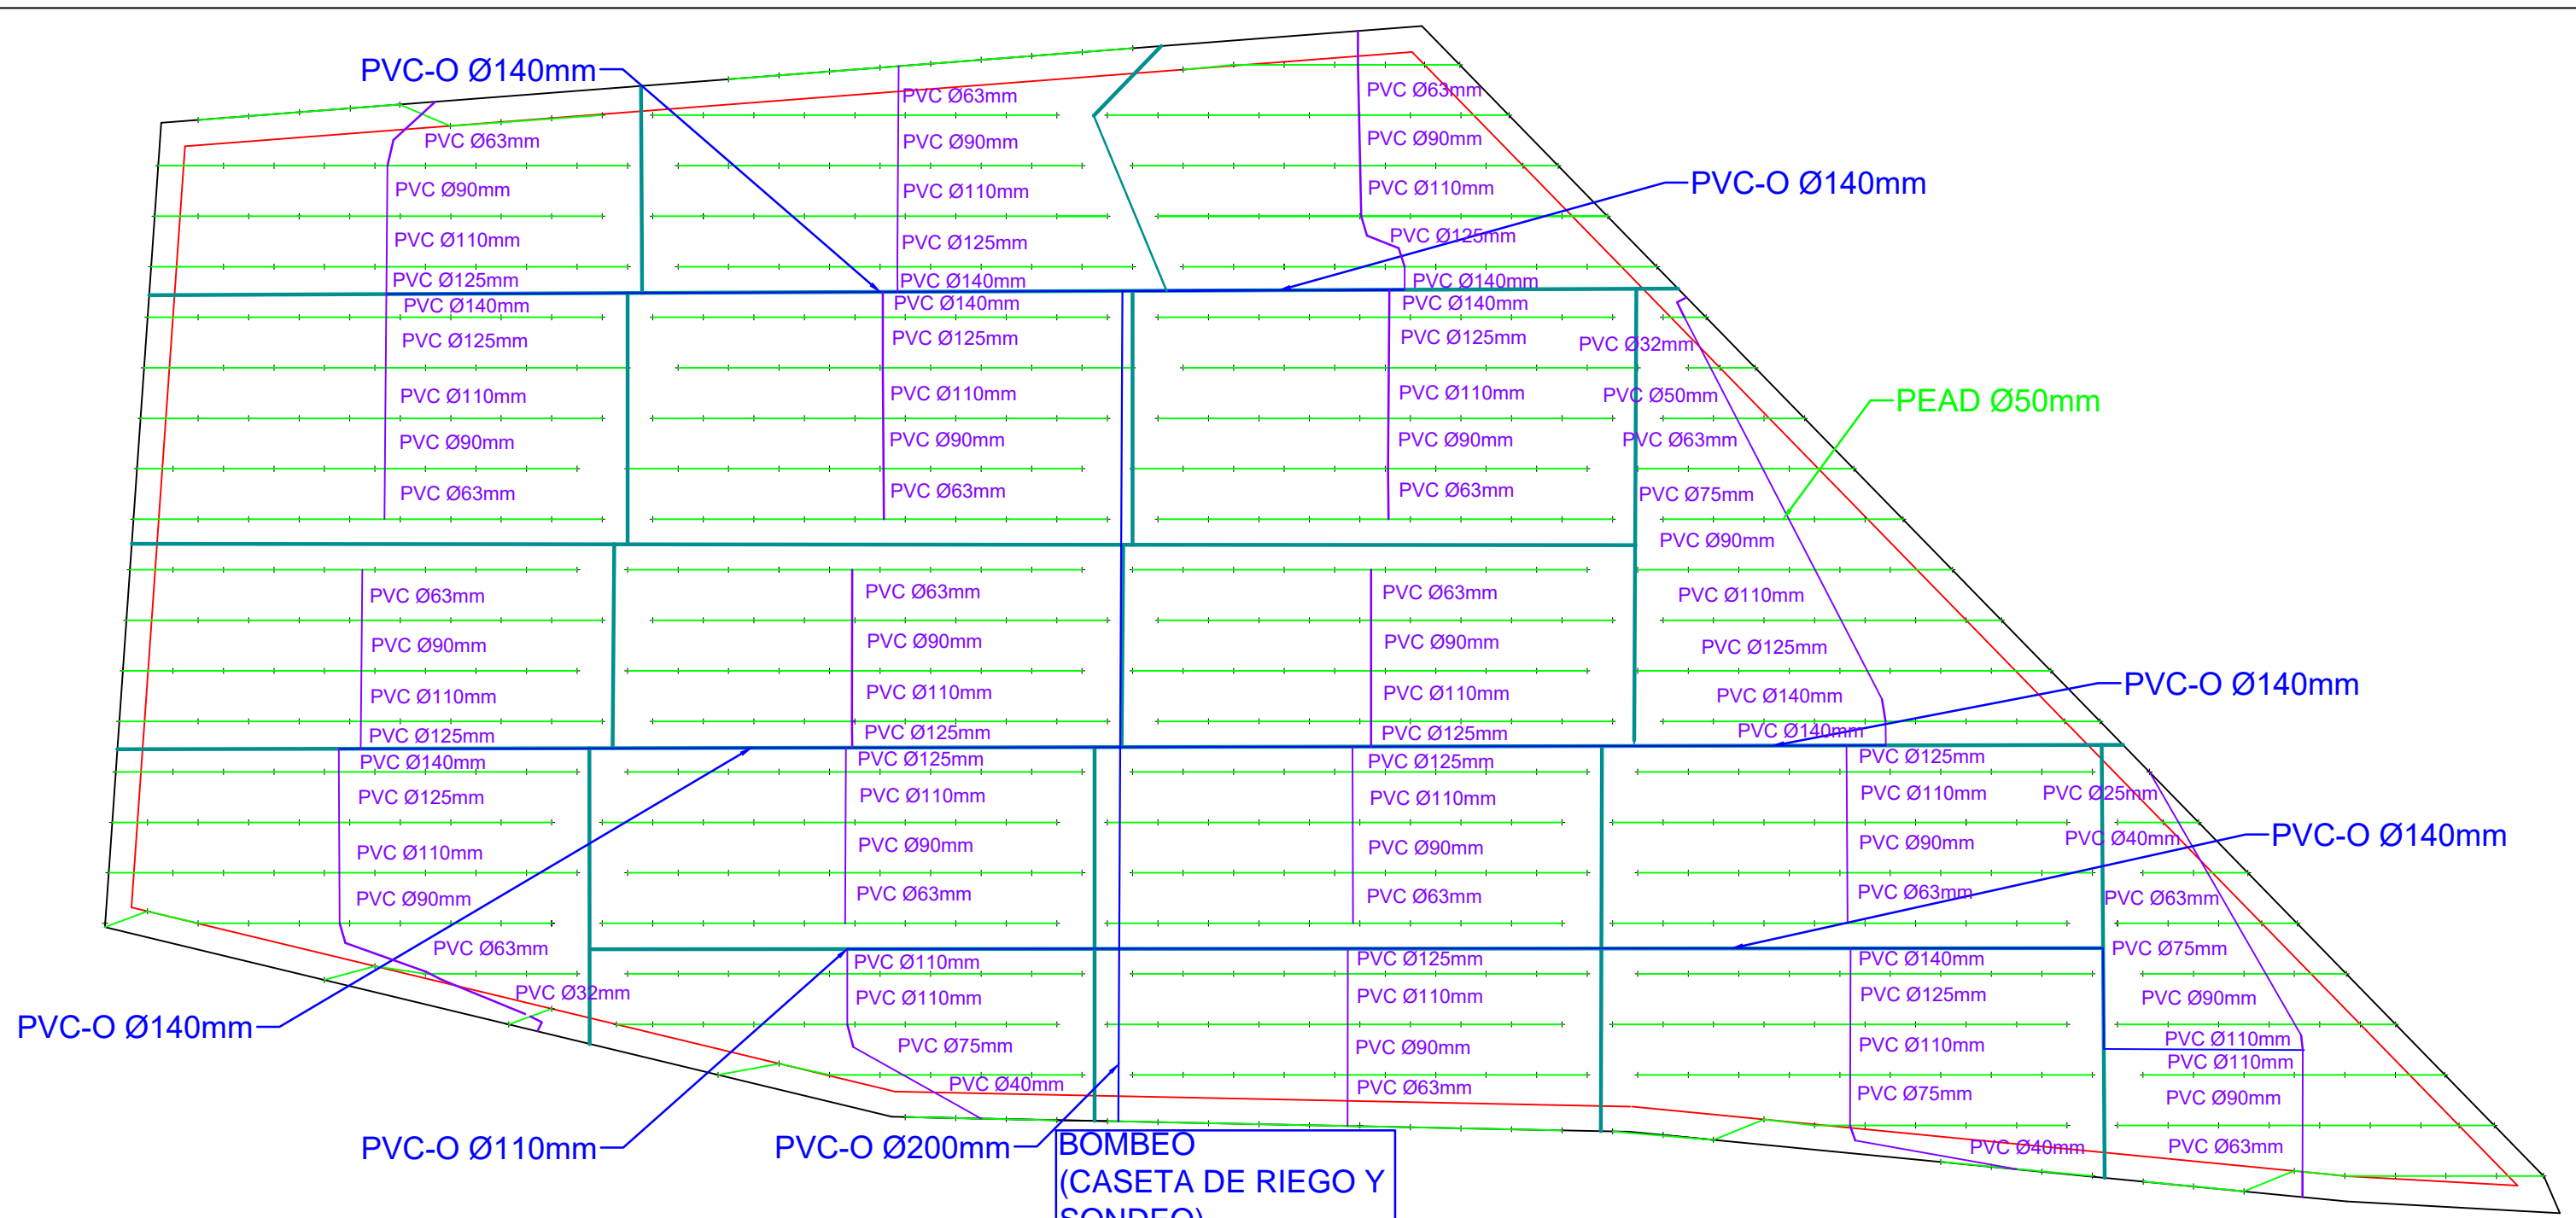 PVC-O Ø140mm
PVC Ø63mm
PVC Ø63mm
PVC Ø63mm
PVC Ø90mm
PVC Ø90mm
PVC Ø90mm
PVC Ø110mm
PVC Ø110mm
PVC-O Ø140mm
PVC Ø110mm
PVC Ø125mm
PVC Ø125mm
PVC Ø125mm
PVC Ø140mm
PVC Ø140mm
PVC Ø140mm
PVC Ø140mm
PVC Ø140mm
PVC Ø125mm
PVC Ø125mm
PVC Ø125mm
PVC Ø32mm
PVC Ø110mm
PVC Ø110mm
PVC Ø110mm
PVC Ø50mm
PEAD Ø50mm
PVC Ø90mm
PVC Ø90mm
PVC Ø90mm
PVC Ø63mm
PVC Ø63mm
PVC Ø63mm
PVC Ø63mm
PVC Ø75mm
PVC Ø90mm
PVC Ø63mm
PVC Ø63mm
PVC Ø63mm
PVC Ø110mm
PVC Ø90mm
PVC Ø90mm
PVC Ø90mm
PVC Ø125mm
PVC Ø110mm
PVC Ø110mm
PVC Ø110mm
PVC Ø140mm
PVC-O Ø140mm
PVC Ø125mm
PVC Ø125mm
PVC Ø125mm
PVC Ø140mm
PVC Ø140mm
PVC Ø125mm
PVC Ø125mm
PVC Ø125mm
PVC Ø125mm
PVC Ø110mm
PVC Ø110mm
PVC Ø110mm
PVC Ø25mm
PVC Ø110mm
PVC Ø90mm
PVC Ø90mm
PVC Ø90mm
PVC Ø40mm
PVC-O Ø140mm
PVC Ø90mm
PVC Ø63mm
PVC Ø63mm
PVC Ø63mm
PVC Ø63mm
PVC Ø63mm
PVC Ø110mm
PVC Ø125mm
PVC Ø140mm
PVC Ø75mm
PVC Ø32mm
PVC Ø110mm
PVC Ø110mm
PVC Ø125mm
PVC Ø90mm
PVC-O Ø140mm
PVC Ø75mm
PVC Ø90mm
PVC Ø110mm
PVC Ø110mm
PVC Ø110mm
PVC Ø40mm
PVC Ø63mm
PVC Ø75mm
PVC Ø90mm
PVC-O Ø110mm
PVC-O Ø200mm
PVC Ø40mm
PVC Ø63mm
BOMBEO
(CASETA DE RIEGO Y
SONDEO)